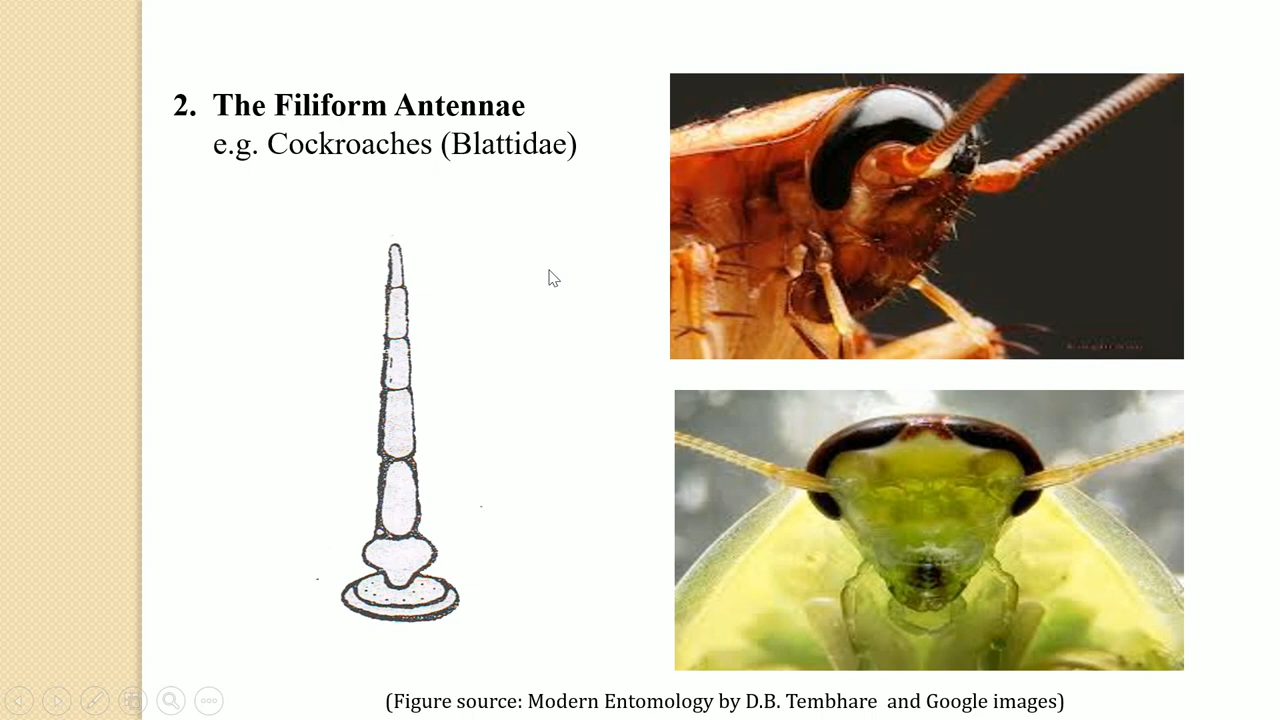 2. The Filiform Antennae
e.g. Cockroaches (Blattidae)
(Figure source: Modern Entomology by D.B. Tembhare and Google images)